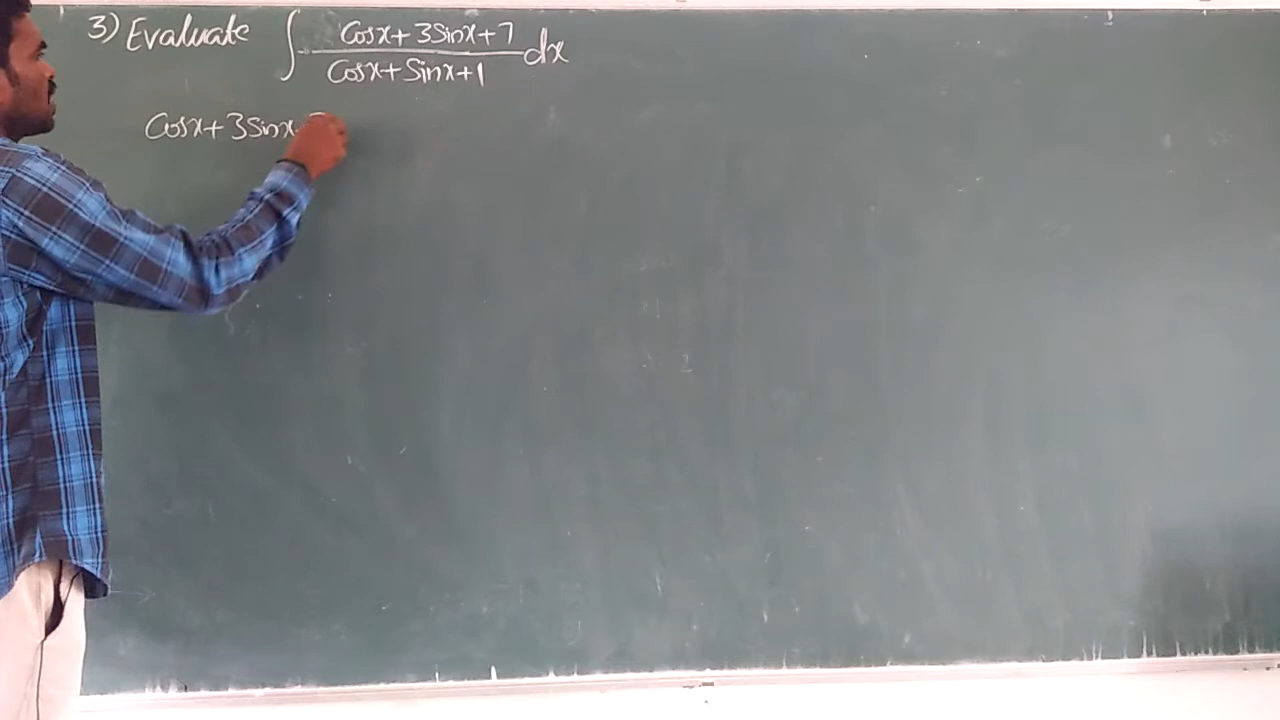 3) Evaluate ∫ Cosx + 3Sinx + 7 / Cosx + Sinx + 1 dx
Cosx + 3Sinx